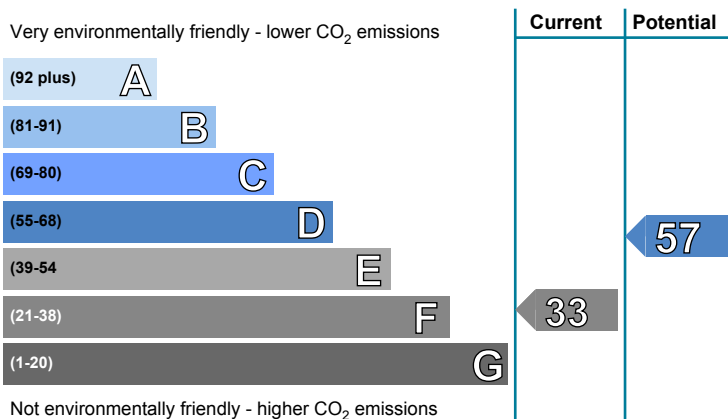 Very environmentally friendly - lower CO2 emissions
Current
Potential
(92 plus) A
(81-91) B
(69-80) C
(55-68) D
57
(39-54 E
(21-38) F
33
(1-20) G
Not environmentally friendly - higher CO2 emissions